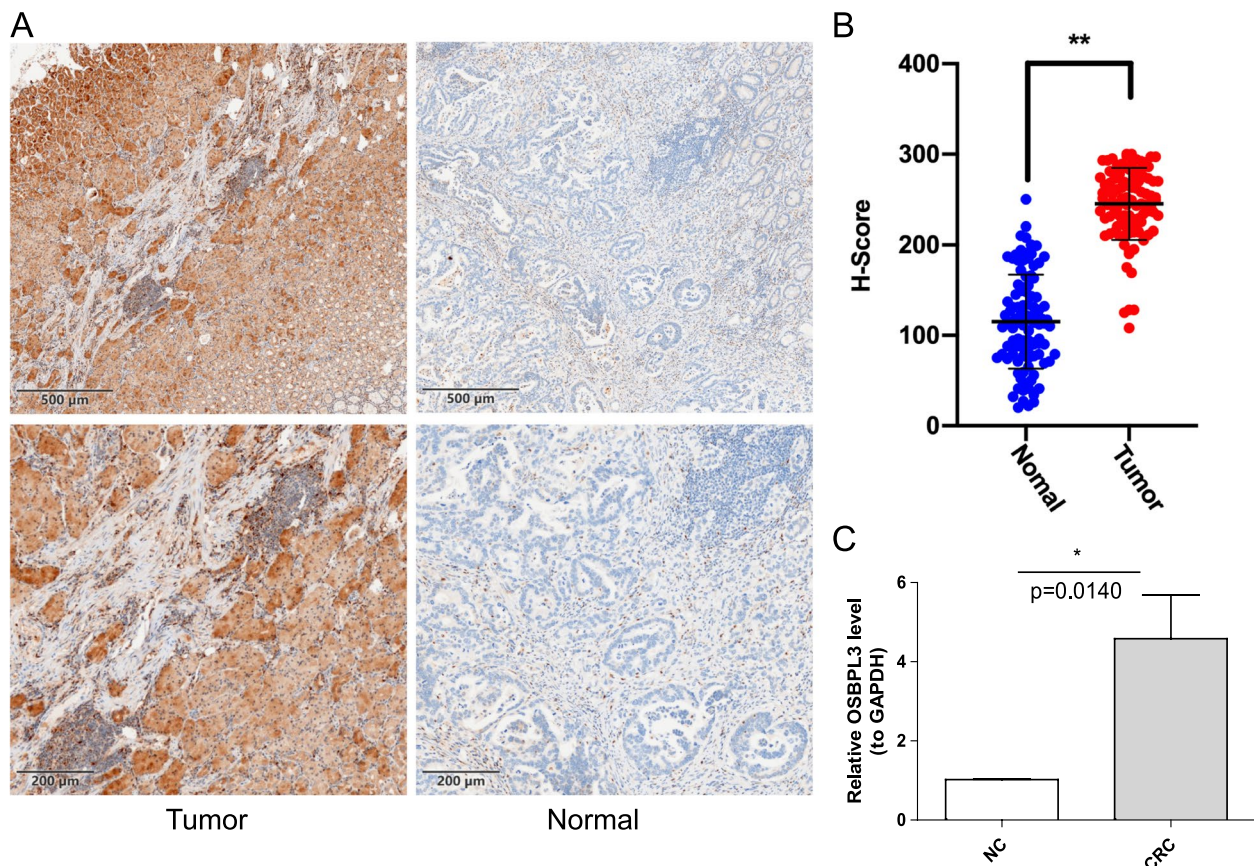 A
500 µm
500 µm
200 µm
200 µm
Tumor
Normal
B
**
400
300
200
100
0
H-Score
Normal
Tumor
C
*
p=0.0140
6
4
2
0
Relative OSBPL3 level
(to GAPDH)
NC
CRC